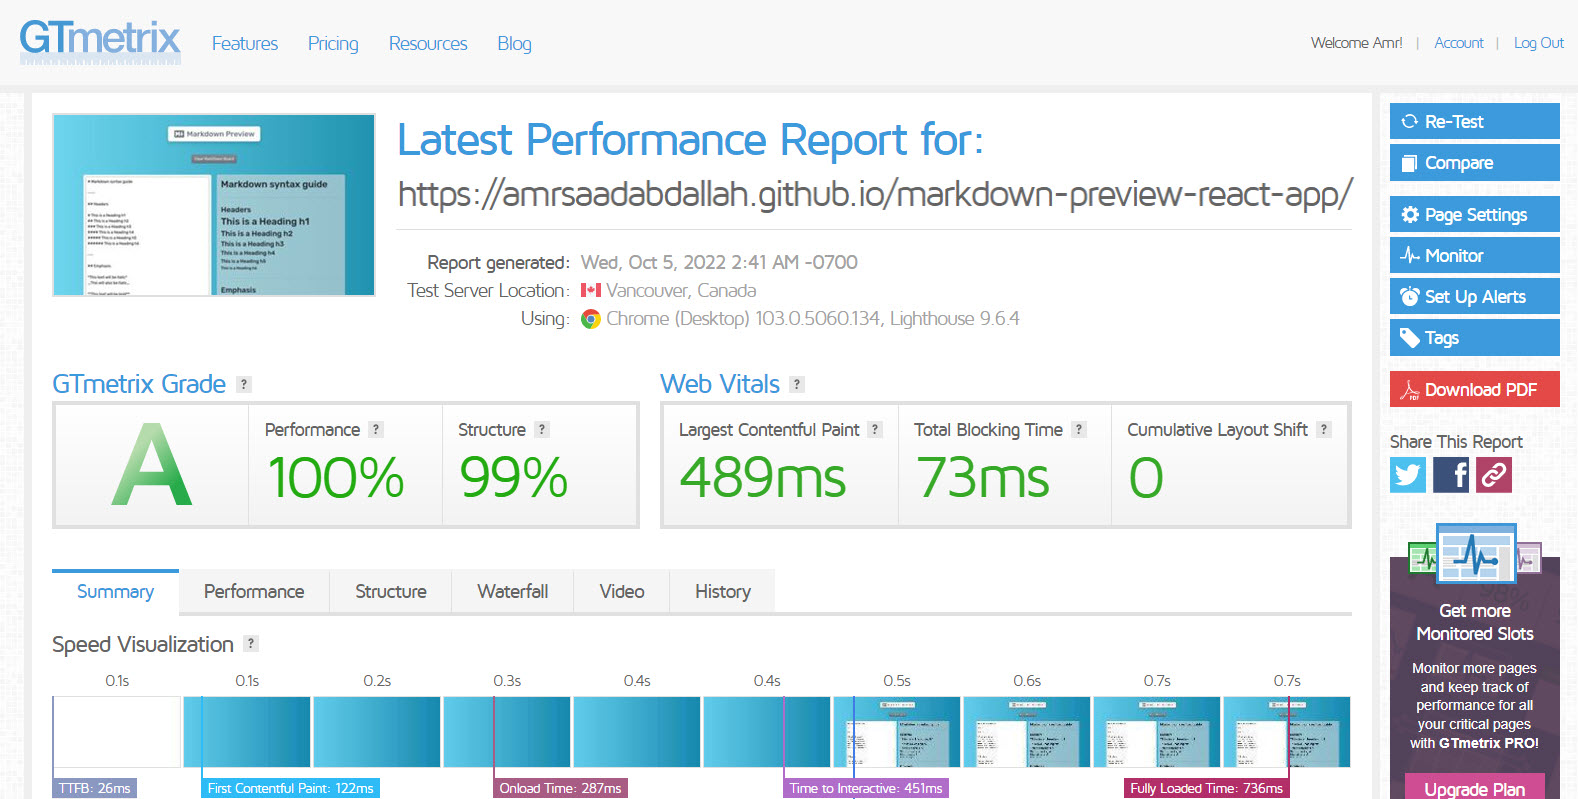 GTmetrix
Features
Pricing
Resources
Blog
Welcome Amr!
|
Account
|
Log Out
Markdown Preview
Markdown syntax guide
Headers
This is a Heading h1
This is a Heading h2
This is a Heading h3
This is a Heading h4
This is a Heading h5
Emphasis
Latest Performance Report for:
https://amrsaadabdallah.github.io/markdown-preview-react-app/
Report generated: Wed, Oct 5, 2022 2:41 AM -0700
Test Server Location: Vancouver, Canada
Using: Chrome (Desktop) 103.0.5060.134, Lighthouse 9.6.4
GTmetrix Grade ?
A
Performance ?
100%
Structure ?
99%
Web Vitals ?
Largest Contentful Paint ?
489ms
Total Blocking Time ?
73ms
Cumulative Layout Shift ?
0
Summary
Performance
Structure
Waterfall
Video
History
Speed Visualization ?
0.1s
0.1s
0.2s
0.3s
0.4s
0.4s
0.5s
0.6s
0.7s
0.7s
TTFB: 26ms
First Contentful Paint: 122ms
Onload Time: 287ms
Time to Interactive: 451ms
Fully Loaded Time: 736ms
Re-Test
Compare
Page Settings
Monitor
Set Up Alerts
Tags
Download PDF
Share This Report
Get more
Monitored Slots
Monitor more pages
and keep track of
performance for all
your critical pages
with GTmetrix PRO!
Upgrade Plan